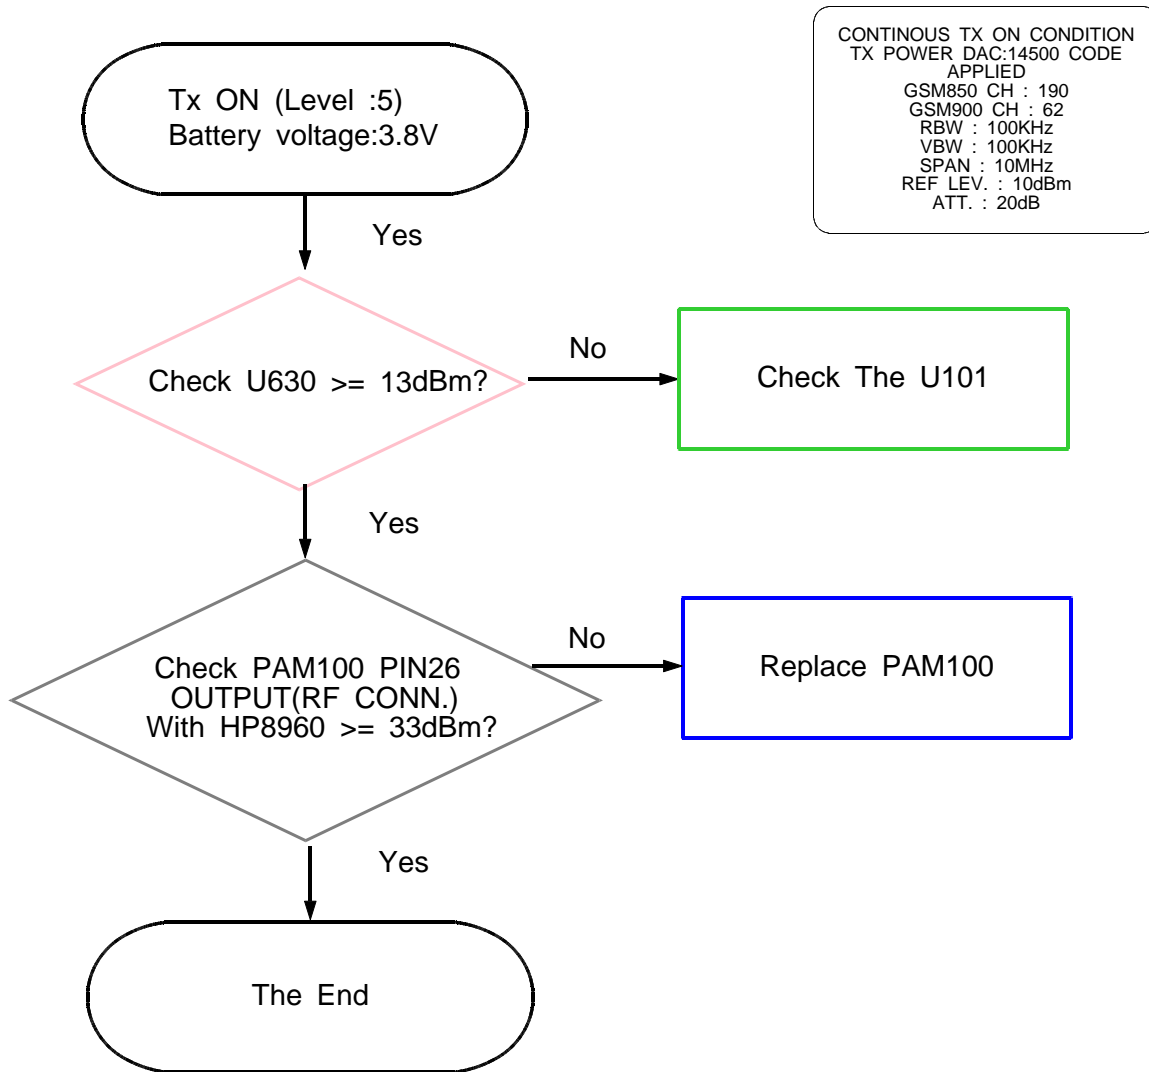 CONTINOUS TX ON CONDITION
TX POWER DAC:14500 CODE
APPLIED
GSM850 CH : 190
GSM900 CH : 62
RBW : 100KHz
VBW : 100KHz
SPAN : 10MHz
REF LEV. : 10dBm
ATT. : 20dB
Tx ON (Level :5)
Battery voltage:3.8V
Yes
Check U630 >= 13dBm?
No
Check The U101
Yes
Check PAM100 PIN26
OUTPUT(RF CONN.)
With HP8960 >= 33dBm?
No
Replace PAM100
Yes
The End